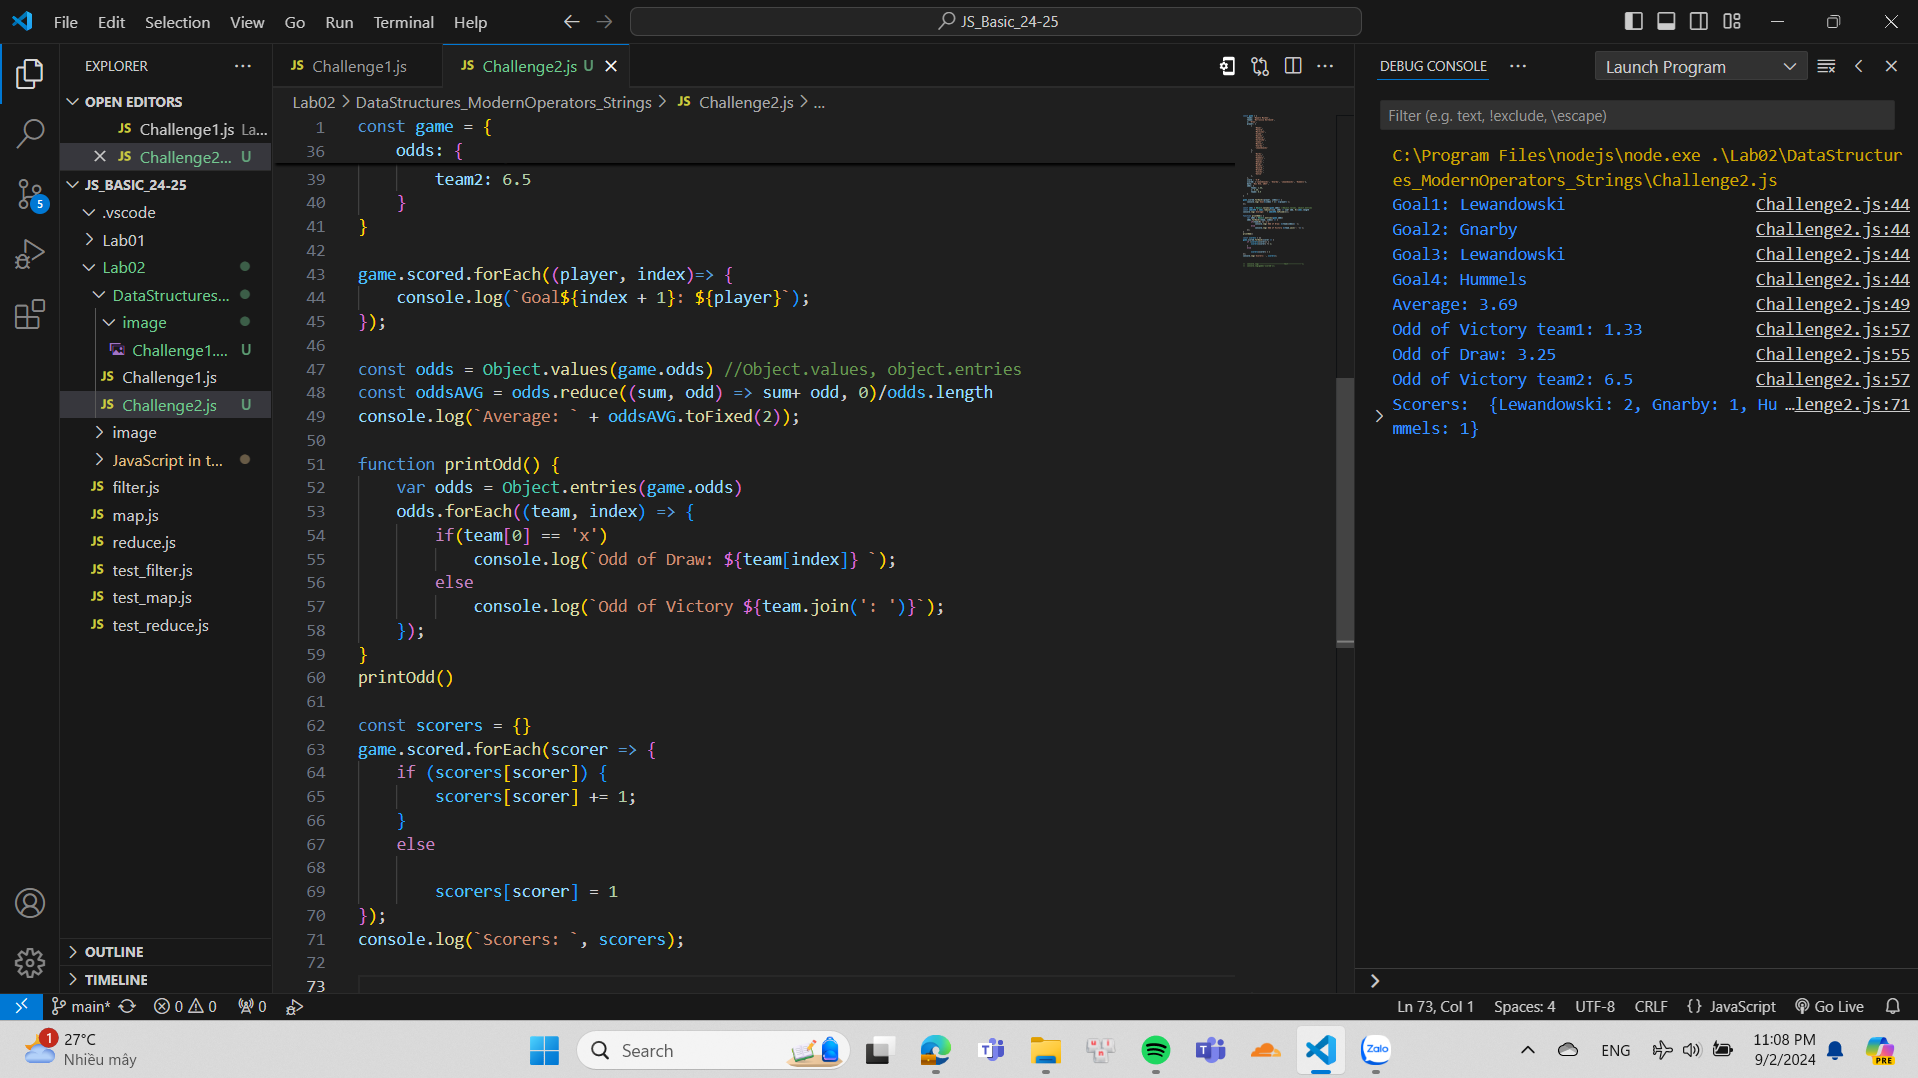 File Edit Selection View Go Run Terminal Help
JS_Basic_24-25
EXPLORER
OPEN EDITORS
JS Challenge1.js La...
JS Challenge2... U
JS_BASIC_24-25
.vscode
Lab01
Lab02
DataStructures...
image
Challenge1.... U
JS Challenge1.js
JS Challenge2.js U
image
JavaScript in t...
JS filter.js
JS map.js
JS reduce.js
JS test_filter.js
JS test_map.js
JS test_reduce.js
OUTLINE
TIMELINE
5
JS Challenge1.js
JS Challenge2.js U
Lab02 > DataStructures_ModernOperators_Strings > JS Challenge2.js > ...
1 const game = {
36 odds: {
39 team2: 6.5
40 }
41 }
42
43 game.scored.forEach((player, index)=> {
44 console.log(`Goal${index + 1}: ${player}`);
45 });
46
47 const odds = Object.values(game.odds) //Object.values, object.entries
48 const oddsAVG = odds.reduce((sum, odd) => sum+ odd, 0)/odds.length
49 console.log(`Average: ` + oddsAVG.toFixed(2));
50
51 function printOdd() {
52 var odds = Object.entries(game.odds)
53 odds.forEach((team, index) => {
54 if(team[0] == 'x')
55 console.log(`Odd of Draw: ${team[index]} `);
56 else
57 console.log(`Odd of Victory ${team.join(': ')}`);
58 });
59 }
60 printOdd()
61
62 const scorers = {}
63 game.scored.forEach(scorer => {
64 if (scorers[scorer]) {
65 scorers[scorer] += 1;
66 }
67 else
68
69 scorers[scorer] = 1
70 });
71 console.log(`Scorers: `, scorers);
72
73
DEBUG CONSOLE
Launch Program
Filter (e.g. text, !exclude, \escape)
C:\Program Files\nodejs\node.exe .\Lab02\DataStructur
es_ModernOperators_Strings\Challenge2.js
Goal1: Lewandowski Challenge2.js:44
Goal2: Gnarby Challenge2.js:44
Goal3: Lewandowski Challenge2.js:44
Goal4: Hummels Challenge2.js:44
Average: 3.69 Challenge2.js:49
Odd of Victory team1: 1.33 Challenge2.js:57
Odd of Draw: 3.25 Challenge2.js:55
Odd of Victory team2: 6.5 Challenge2.js:57
Scorers: {Lewandowski: 2, Gnarby: 1, Hu …lenge2.js:71
mmels: 1}
main* 0 0 0
Ln 73, Col 1 Spaces: 4 UTF-8 CRLF {} JavaScript Go Live
1
27°C
Nhiều mây
Search
Zalo
ENG
11:08 PM
9/2/2024
PRE